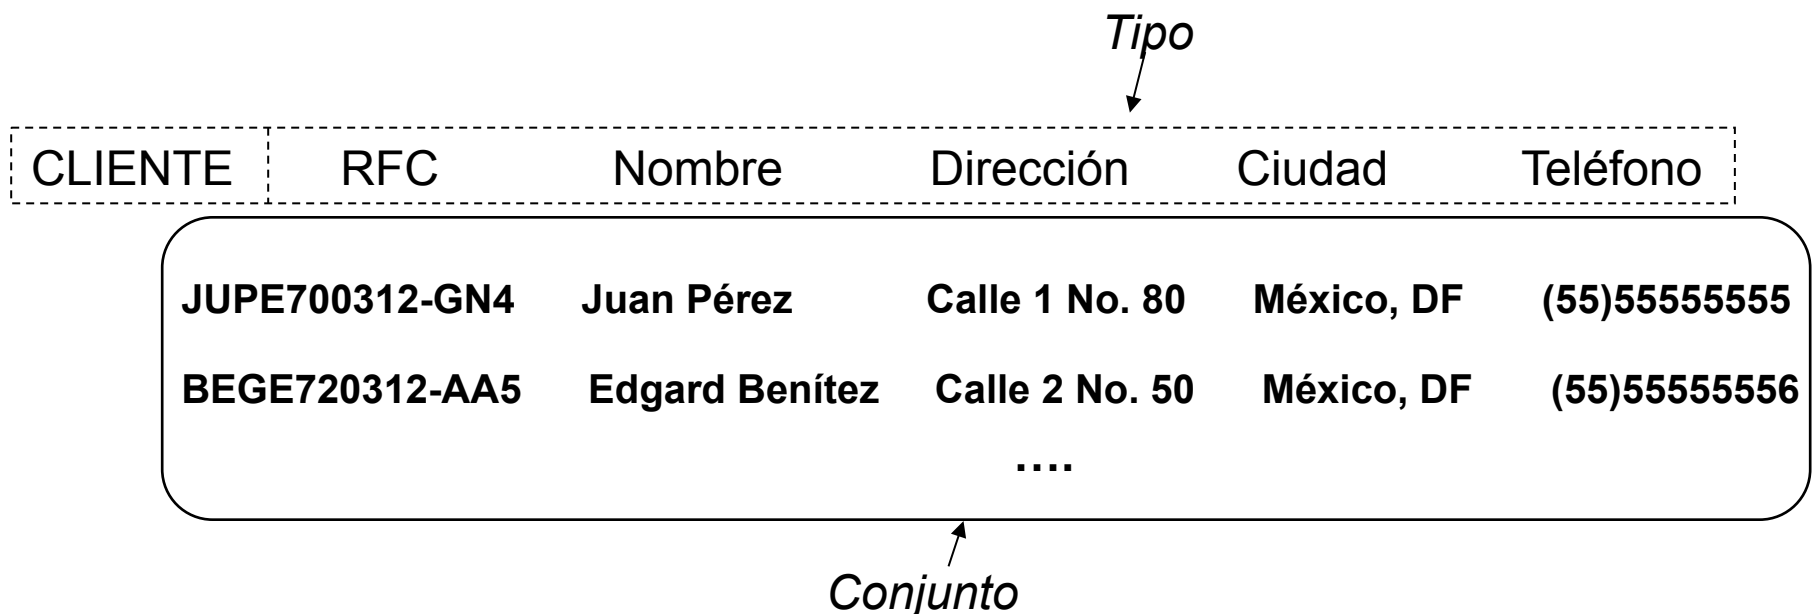 Tipo
CLIENTE RFC Nombre Dirección Ciudad Teléfono
JUPE700312-GN4 Juan Pérez Calle 1 No. 80 México, DF (55)55555555
BEGE720312-AA5 Edgard Benítez Calle 2 No. 50 México, DF (55)55555556
....
Conjunto